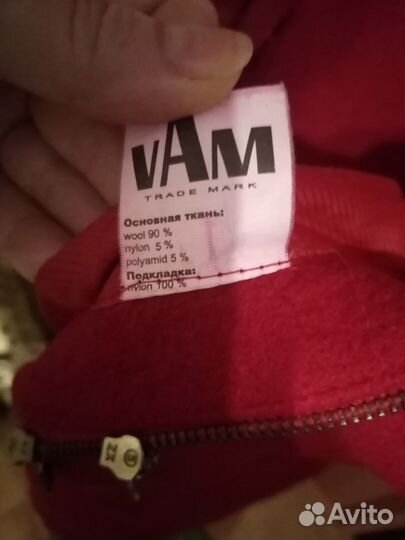 VAM
TRADE MARK
Основная ткань:
wool 90 %
nylon 5 %
polyamid 5 %
Подкладка:
nylon 100 %
Avito